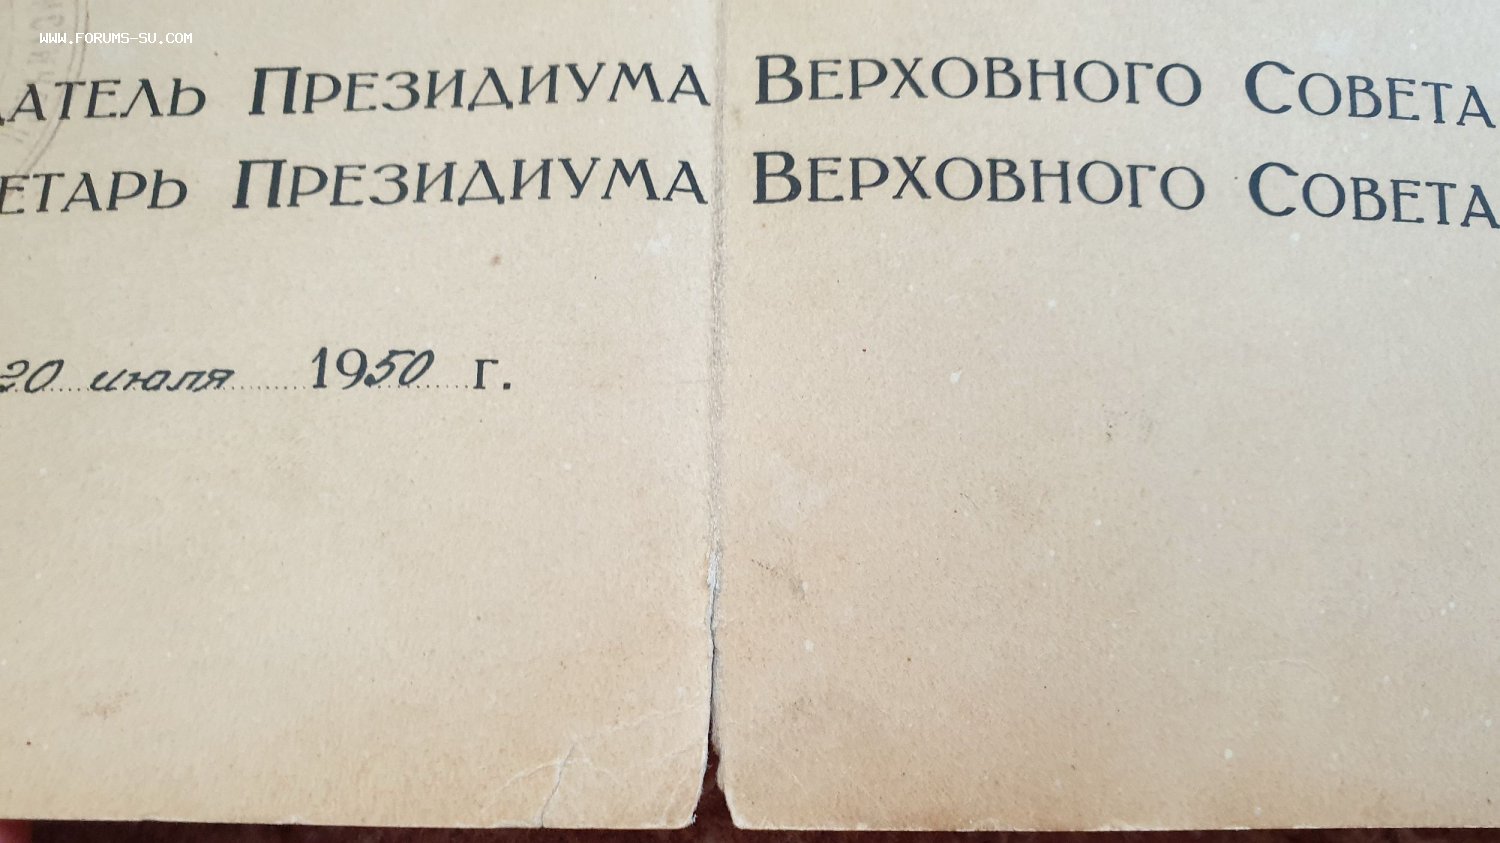 WWW.FORUMS-SU.COM
ДАТЕЛЬ ПРЕЗИДИУМА ВЕРХОВНОГО СОВЕТА
ЕТАРЬ ПРЕЗИДИУМА ВЕРХОВНОГО СОВЕТА
20 июля 1950 г.